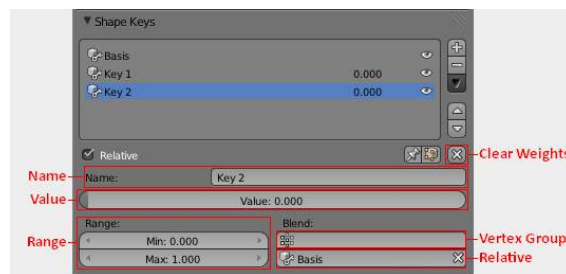 Shape Keys
Basis
Key 1 0.000
Key 2 0.000
Relative
Clear Weights
Name
Name: Key 2
Value
Value: 0.000
Range: Blend:
Range
Min: 0.000
Vertex Group
Max: 1.000 Basis
Relative